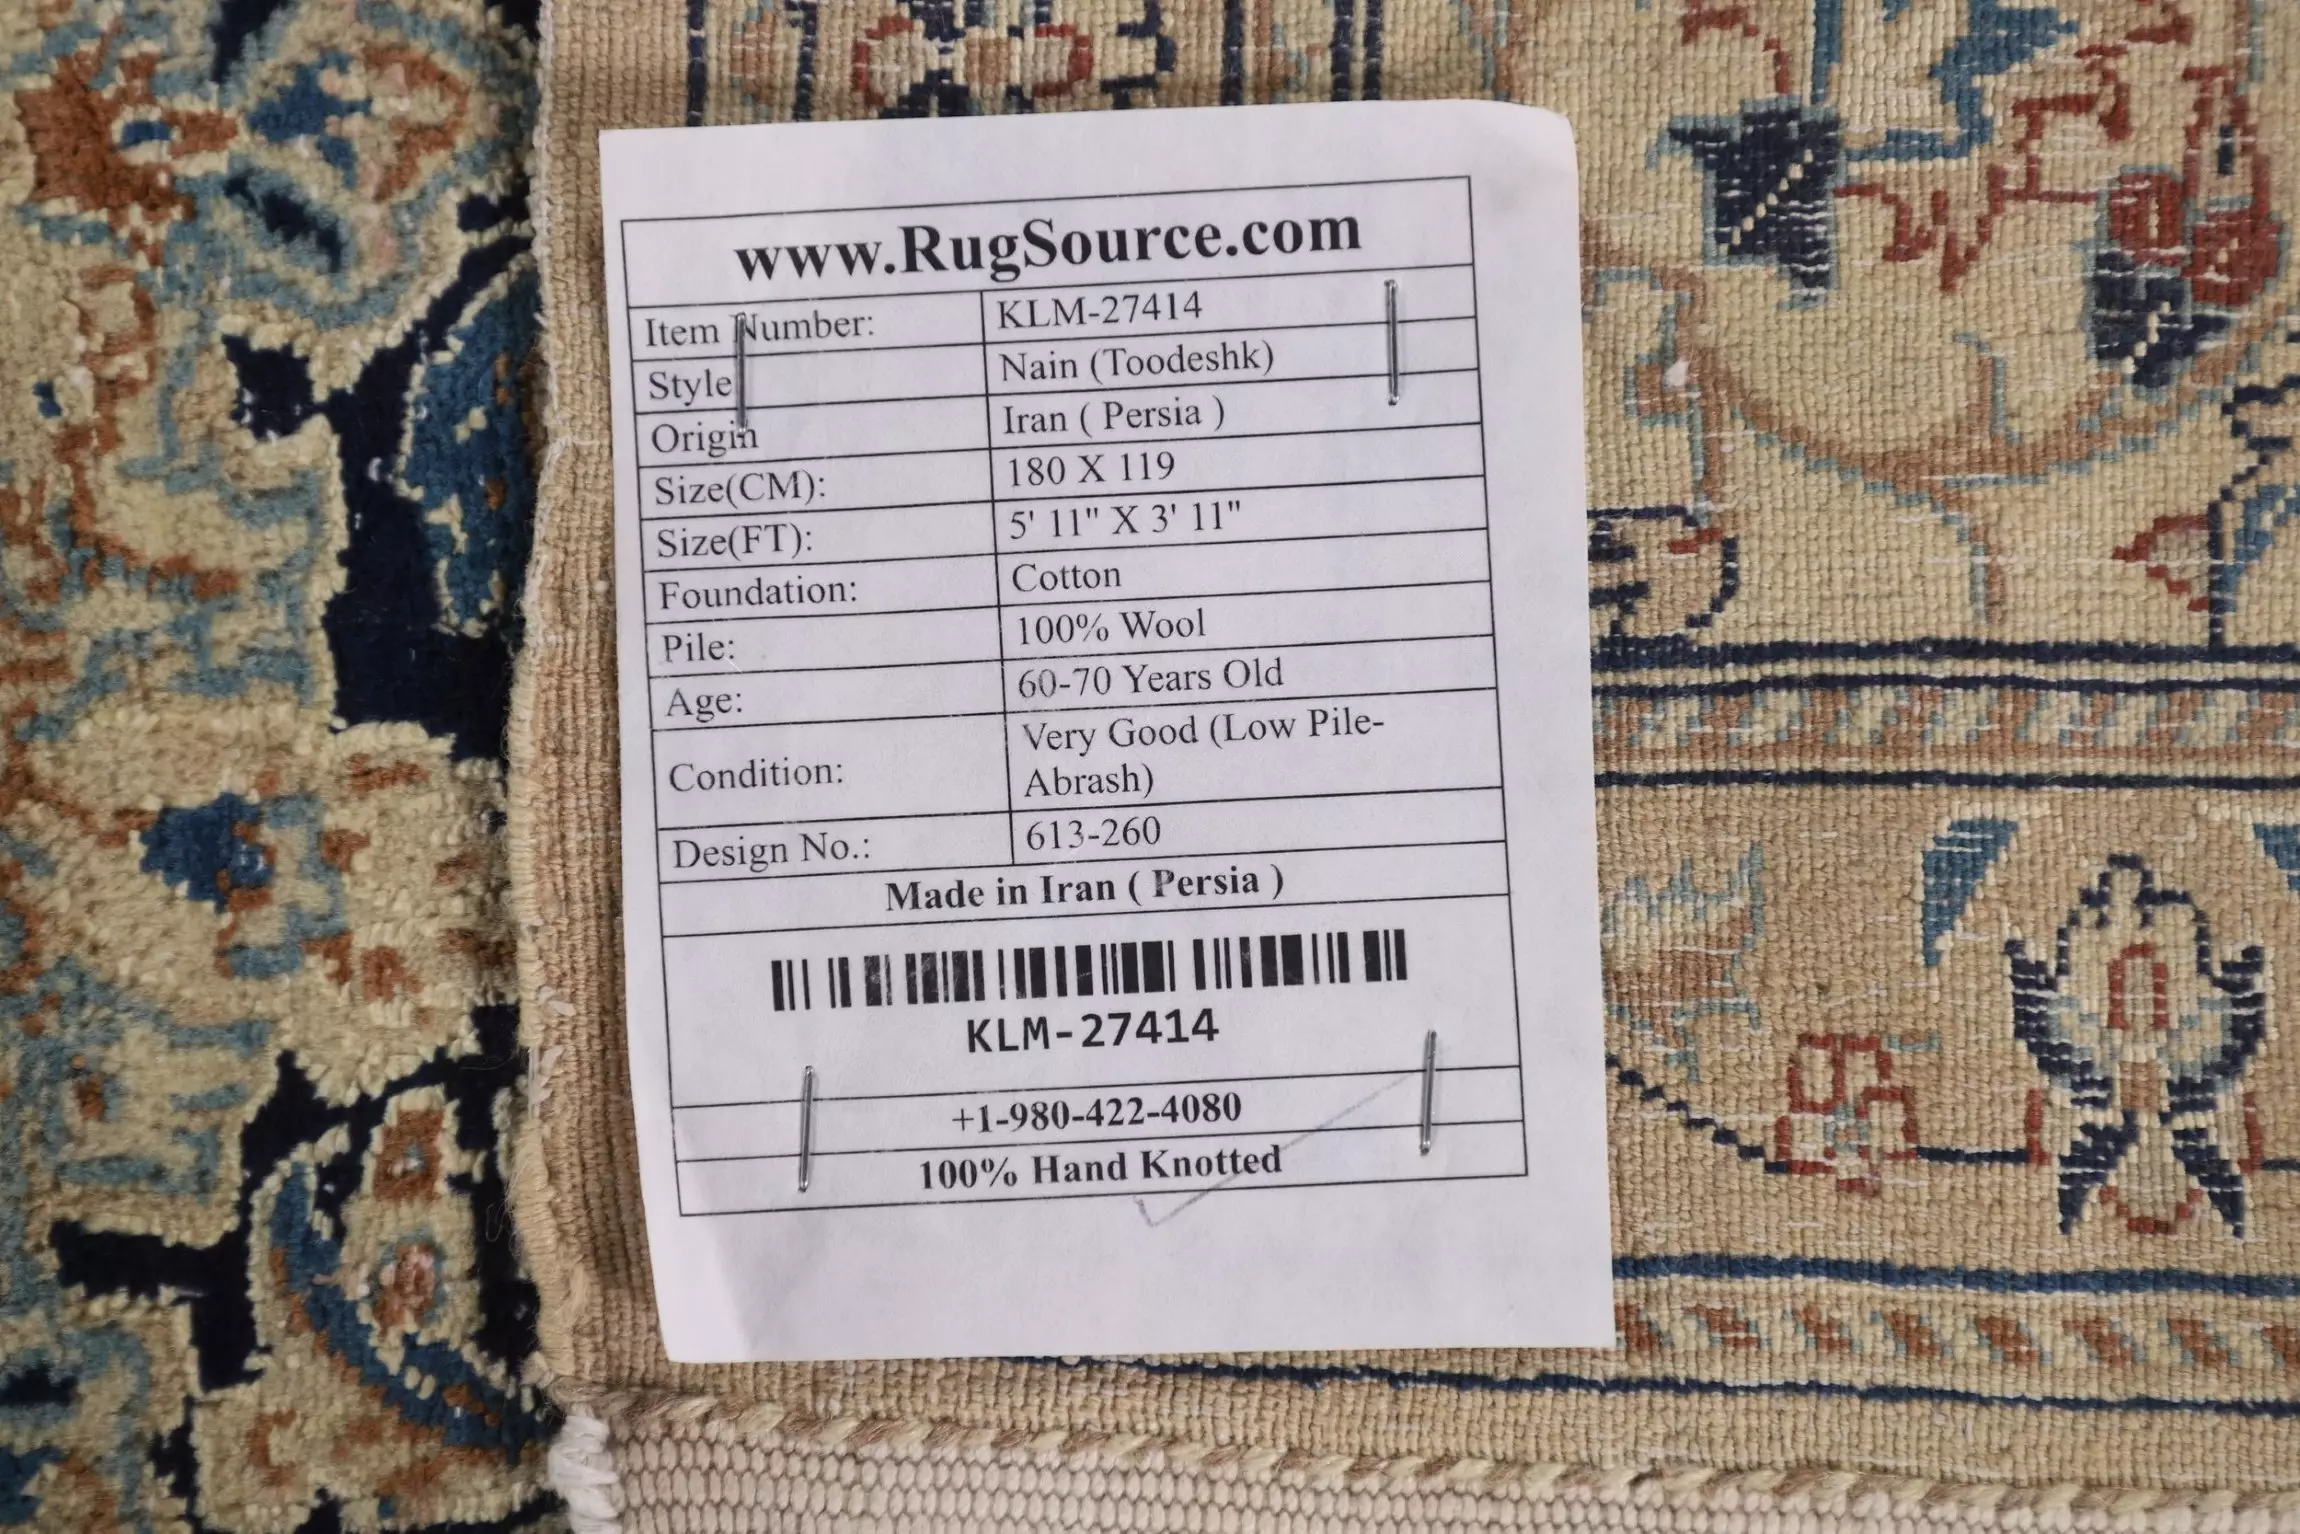 www.RugSource.com
Item Number: KLM-27414
Style Nain (Toodeshk)
Origin Iran ( Persia )
Size(CM): 180 X 119
Size(FT): 5' 11" X 3' 11"
Foundation: Cotton
Pile: 100% Wool
Age: 60-70 Years Old
Condition: Very Good (Low Pile-
Abrash)
Design No.: 613-260
Made in Iran ( Persia )
KLM-27414
+1-980-422-4080
100% Hand Knotted